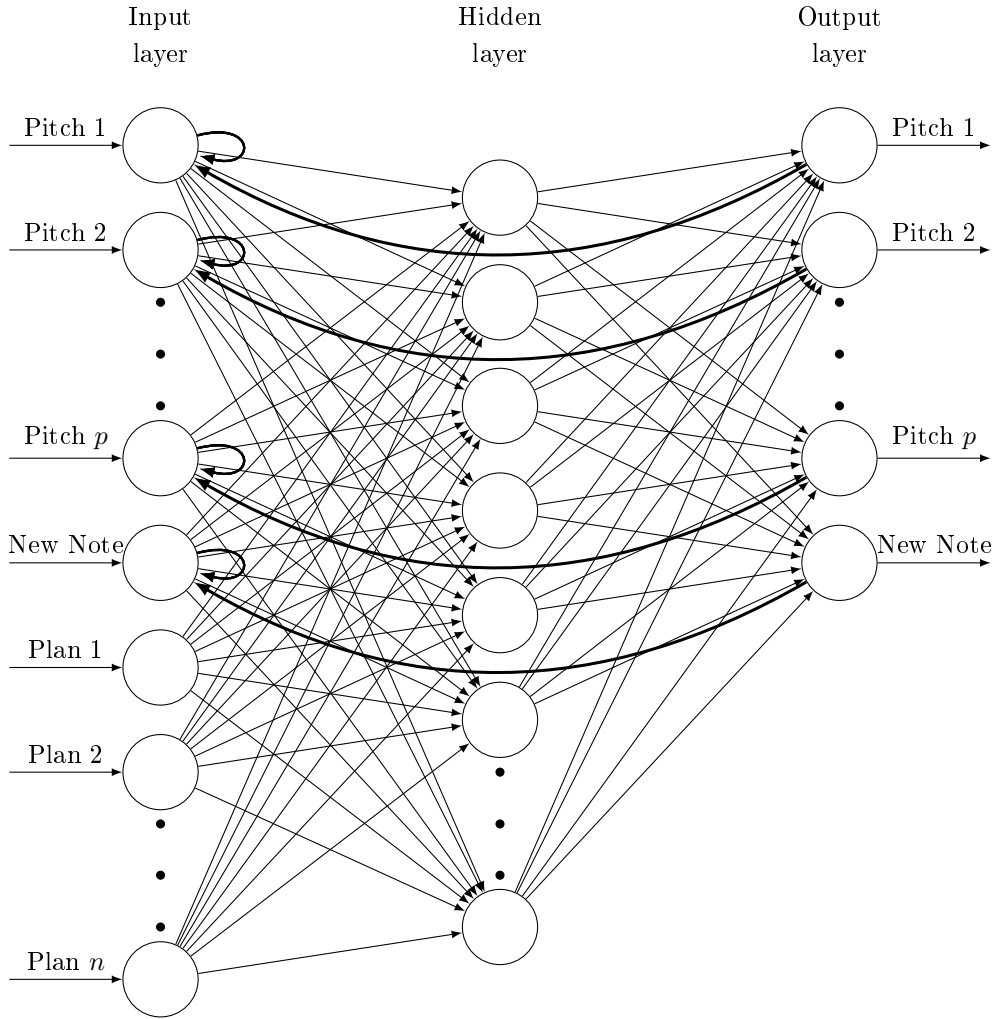 Input
layer
Hidden
layer
Output
layer
Pitch 1
Pitch 2
Pitch p
New Note
Plan 1
Plan 2
Plan n
Pitch 1
Pitch 2
Pitch p
New Note